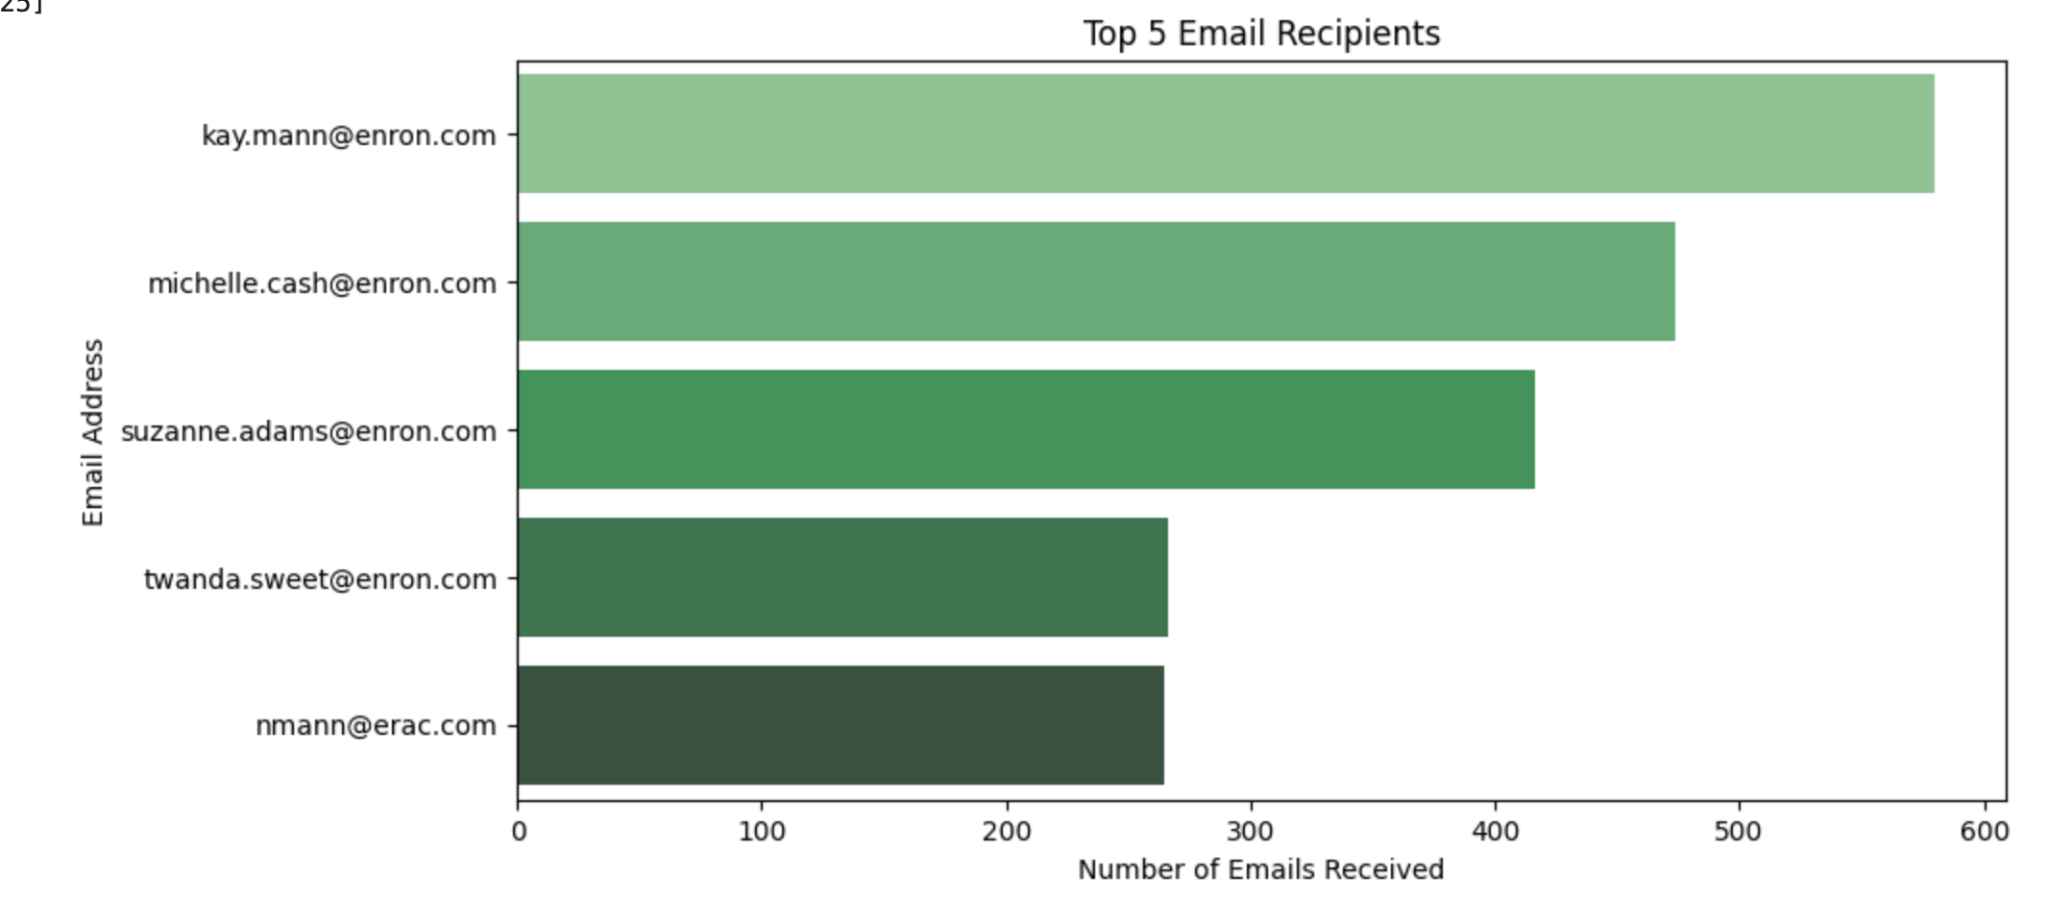 25]
Top 5 Email Recipients
kay.mann@enron.com
michelle.cash@enron.com
suzanne.adams@enron.com
twanda.sweet@enron.com
nmann@erac.com
Email Address
0 100 200 300 400 500 600
Number of Emails Received